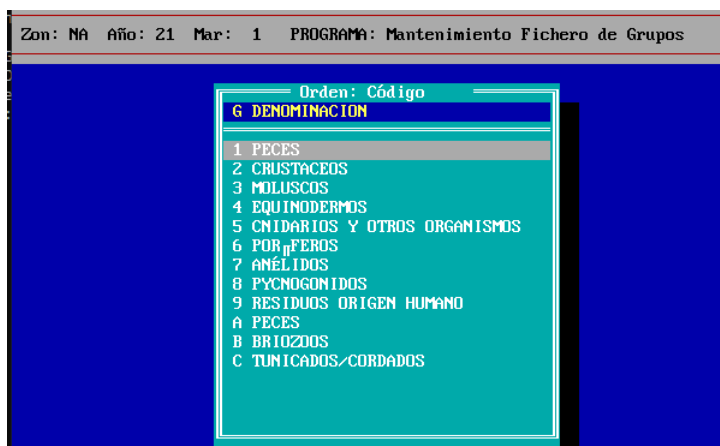 Zon: NA Año: 21 Mar: 1 PROGRAMA: Mantenimiento Fichero de Grupos
Orden: Código
G DENOMINACION
1 PECES
2 CRUSTACEOS
3 MOLUSCOS
4 EQUINODERMOS
5 CNIDARIOS Y OTROS ORGANISMOS
6 POR╥FEROS
7 ANÉLIDOS
8 PYCNOGONIDOS
9 RESIDUOS ORIGEN HUMANO
A PECES
B BRIOZOOS
C TUNICADOS/CORDADOS